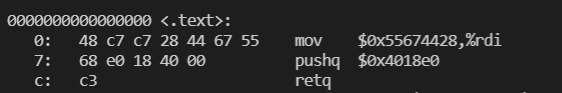 0000000000000000 <.text>:
0: 48 c7 c7 28 44 67 55 mov $0x55674428,%rdi
7: 68 e0 18 40 00 pushq $0x4018e0
c: c3 retq